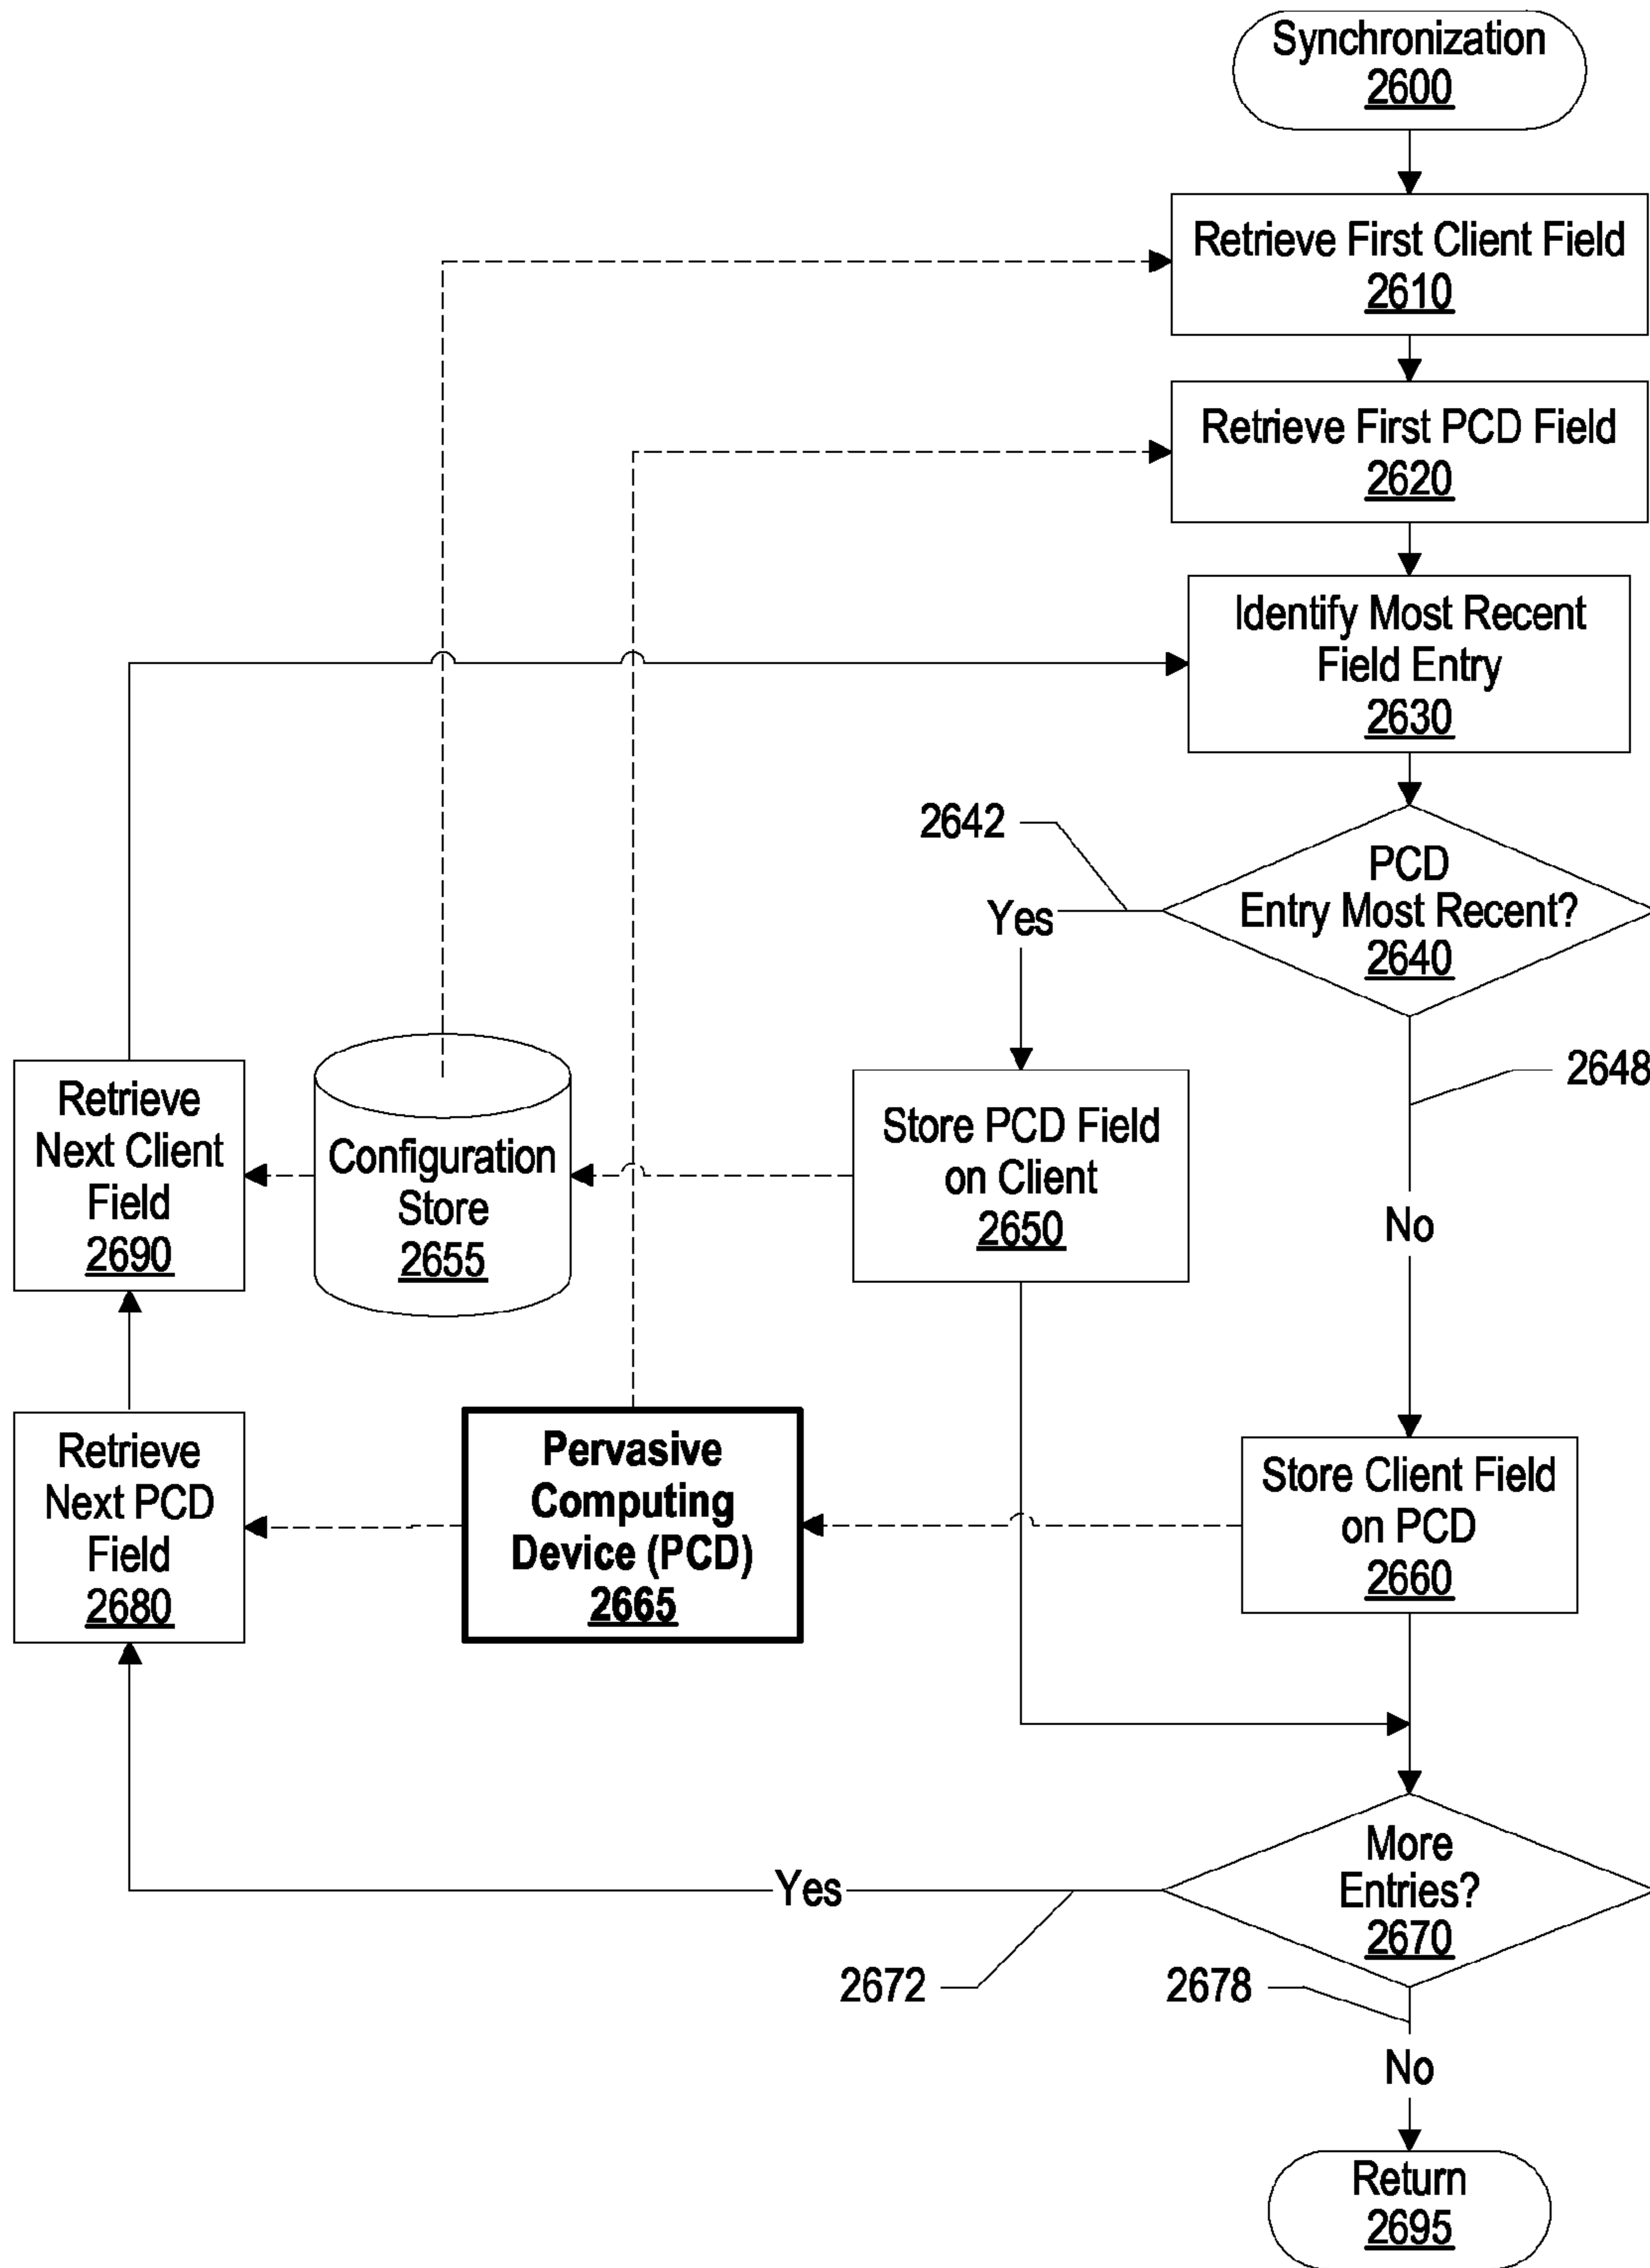 Synchronization
2600
Retrieve First Client Field
2610
Retrieve First PCD Field
2620
Identify Most Recent
Field Entry
2630
2642
PCD
Entry Most Recent?
2640
Yes
2648
Retrieve
Next Client
Field
2690
Configuration
Store
2655
Store PCD Field
on Client
2650
No
Retrieve
Next PCD
Field
2680
Pervasive
Computing
Device (PCD)
2665
Store Client Field
on PCD
2660
More
Entries?
2670
Yes
2672
2678
No
Return
2695